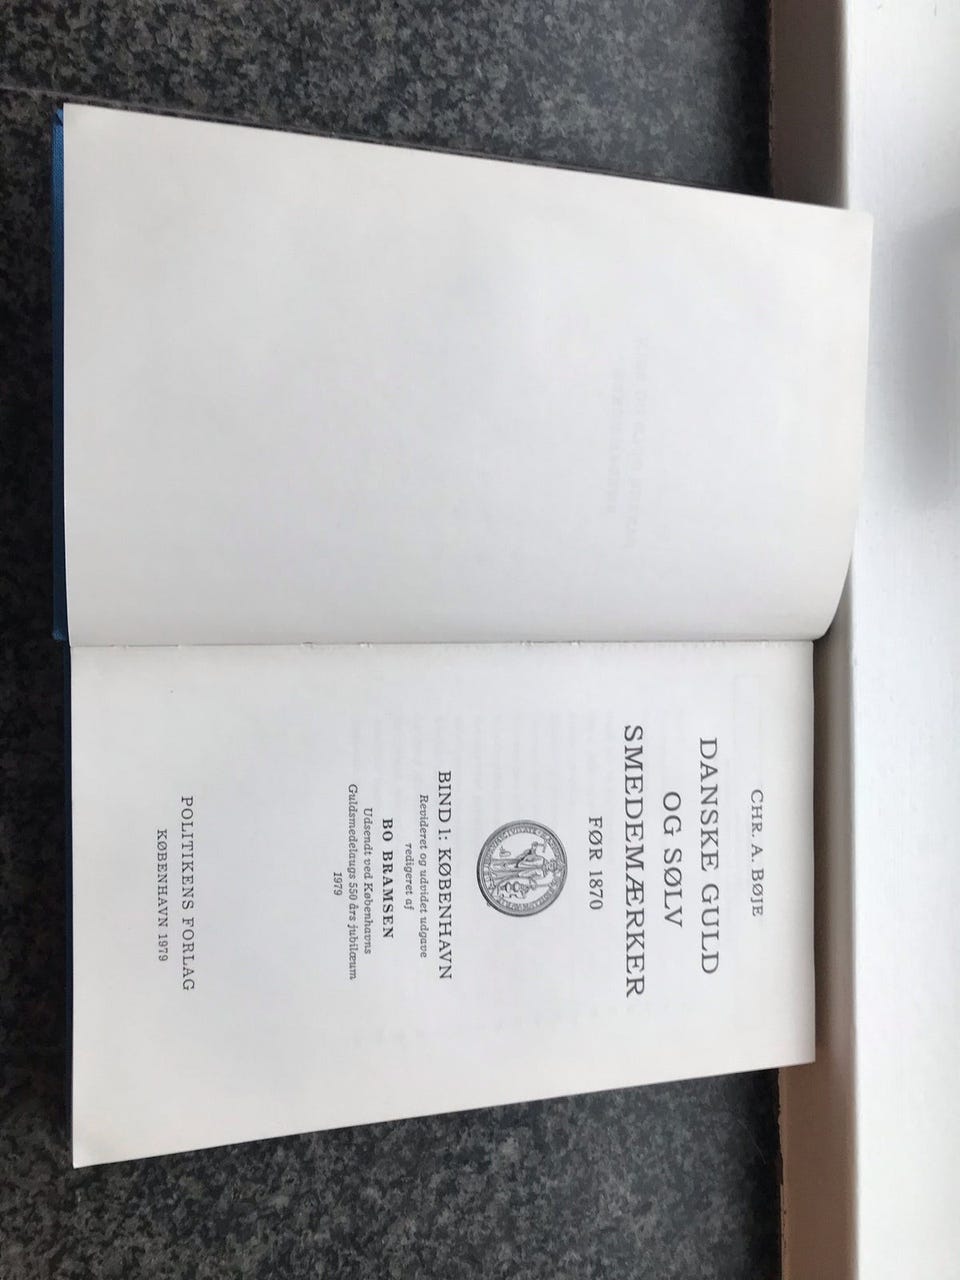 CHR. A. BØJE
DANSKE GULD
OG SØLV
SMEDEMÆRKER
FØR 1870
BIND 1: KØBENHAVN
Revideret og udvidet udgave
redigeret af
BO BRAMSEN
Udsendt ved Københavns
Guldsmedelaugs 550 års jubilæum
1979
POLITIKENS FORLAG
KØBENHAVN 1979